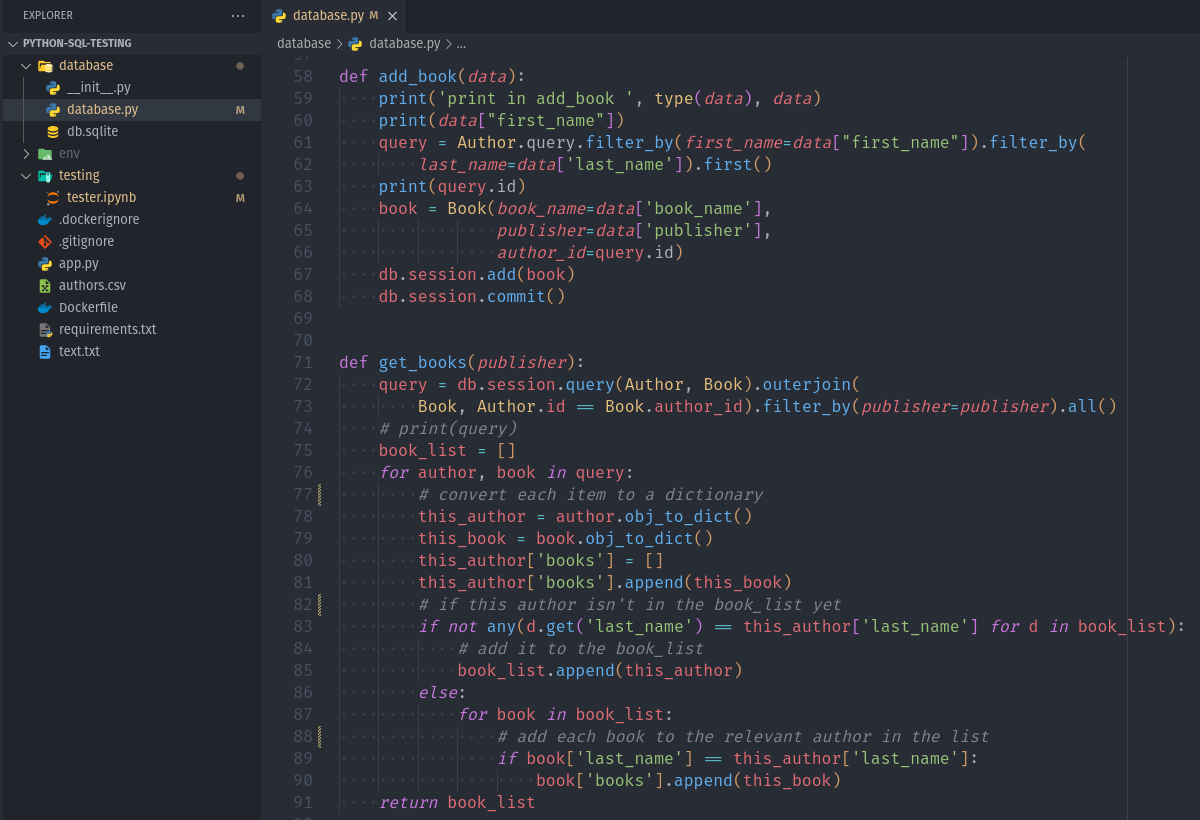 EXPLORER
···
PYTHON-SQL-TESTING
database
__init__.py
database.py
M
db.sqlite
env
testing
tester.ipynb
M
.dockerignore
.gitignore
app.py
authors.csv
Dockerfile
requirements.txt
text.txt
database.py M
database > database.py > ...
58 def add_book(data):
59     print('print in add_book ', type(data), data)
60     print(data["first_name"])
61     query = Author.query.filter_by(first_name=data["first_name"]).filter_by(
62         last_name=data['last_name']).first()
63     print(query.id)
64     book = Book(book_name=data['book_name'],
65                 publisher=data['publisher'],
66                 author_id=query.id)
67     db.session.add(book)
68     db.session.commit()
69
70
71 def get_books(publisher):
72     query = db.session.query(Author, Book).outerjoin(
73         Book, Author.id == Book.author_id).filter_by(publisher=publisher).all()
74     # print(query)
75     book_list = []
76     for author, book in query:
77         # convert each item to a dictionary
78         this_author = author.obj_to_dict()
79         this_book = book.obj_to_dict()
80         this_author['books'] = []
81         this_author['books'].append(this_book)
82         # if this author isn't in the book_list yet
83         if not any(d.get('last_name') == this_author['last_name'] for d in book_list):
84             # add it to the book_list
85             book_list.append(this_author)
86         else:
87             for book in book_list:
88                 # add each book to the relevant author in the list
89                 if book['last_name'] == this_author['last_name']:
90                     book['books'].append(this_book)
91     return book_list